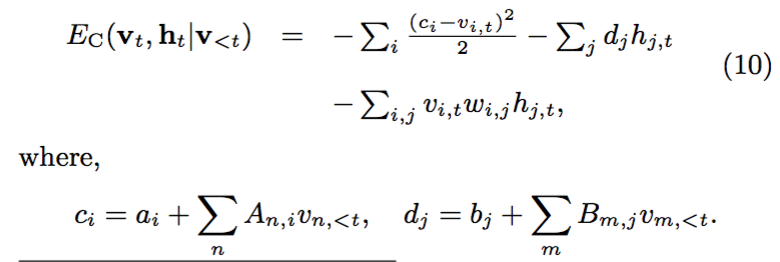 E_C(v_t, h_t|v_{<t}) = −∑_i (c_i−v_{i,t})²/2 − ∑_j d_j h_{j,t}
(10)
−∑_{i,j} v_{i,t} w_{i,j} h_{j,t},
where,
c_i = a_i + ∑_n A_{n,i} v_{n,<t}, d_j = b_j + ∑_m B_{m,j} v_{m,<t}.